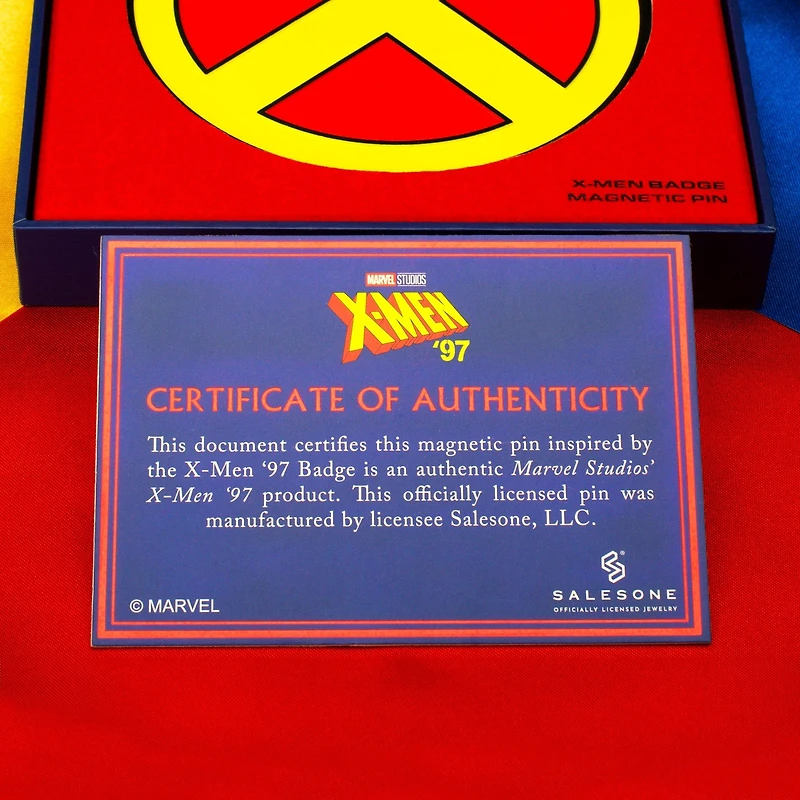 X-MEN BADGE
MAGNETIC PIN
MARVEL STUDIOS
X-MEN
‘97
CERTIFICATE OF AUTHENTICITY
This document certifies this magnetic pin inspired by
the X-Men ‘97 Badge is an authentic Marvel Studios’
X-Men ‘97 product. This officially licensed pin was
manufactured by licensee Salesone, LLC.
®
SALESONE
OFFICIALLY LICENSED JEWELRY
© MARVEL